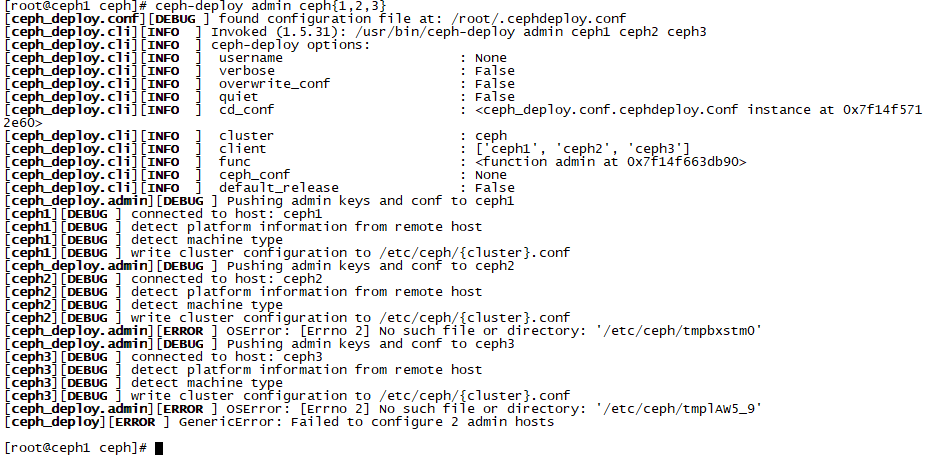 [root@ceph1 ceph]# ceph-deploy admin ceph{1,2,3}
[ceph_deploy.conf][DEBUG ] found configuration file at: /root/.cephdeploy.conf
[ceph_deploy.cli][INFO  ] Invoked (1.5.31): /usr/bin/ceph-deploy admin ceph1 ceph2 ceph3
[ceph_deploy.cli][INFO  ] ceph-deploy options:
[ceph_deploy.cli][INFO  ]  username                      : None
[ceph_deploy.cli][INFO  ]  verbose                       : False
[ceph_deploy.cli][INFO  ]  overwrite_conf                : False
[ceph_deploy.cli][INFO  ]  quiet                         : False
[ceph_deploy.cli][INFO  ]  cd_conf                       : <ceph_deploy.conf.cephdeploy.Conf instance at 0x7f14f571
2e60>
[ceph_deploy.cli][INFO  ]  cluster                       : ceph
[ceph_deploy.cli][INFO  ]  client                        : ['ceph1', 'ceph2', 'ceph3']
[ceph_deploy.cli][INFO  ]  func                          : <function admin at 0x7f14f663db90>
[ceph_deploy.cli][INFO  ]  ceph_conf                     : None
[ceph_deploy.cli][INFO  ]  default_release               : False
[ceph_deploy.admin][DEBUG ] Pushing admin keys and conf to ceph1
[ceph1][DEBUG ] connected to host: ceph1
[ceph1][DEBUG ] detect platform information from remote host
[ceph1][DEBUG ] detect machine type
[ceph1][DEBUG ] write cluster configuration to /etc/ceph/{cluster}.conf
[ceph_deploy.admin][DEBUG ] Pushing admin keys and conf to ceph2
[ceph2][DEBUG ] connected to host: ceph2
[ceph2][DEBUG ] detect platform information from remote host
[ceph2][DEBUG ] detect machine type
[ceph2][DEBUG ] write cluster configuration to /etc/ceph/{cluster}.conf
[ceph_deploy.admin][ERROR ] OSError: [Errno 2] No such file or directory: '/etc/ceph/tmpbxstm0'
[ceph_deploy.admin][DEBUG ] Pushing admin keys and conf to ceph3
[ceph3][DEBUG ] connected to host: ceph3
[ceph3][DEBUG ] detect platform information from remote host
[ceph3][DEBUG ] detect machine type
[ceph3][DEBUG ] write cluster configuration to /etc/ceph/{cluster}.conf
[ceph_deploy.admin][ERROR ] OSError: [Errno 2] No such file or directory: '/etc/ceph/tmplAW5_9'
[ceph_deploy][ERROR ] GenericError: Failed to configure 2 admin hosts
[root@ceph1 ceph]#